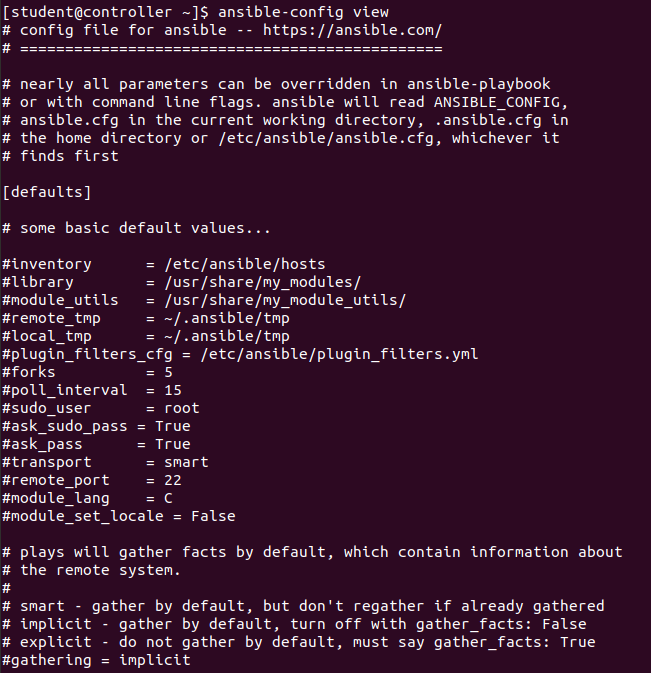 [student@controller ~]$ ansible-config view
# config file for ansible -- https://ansible.com/
# ===============================================
# nearly all parameters can be overridden in ansible-playbook
# or with command line flags. ansible will read ANSIBLE_CONFIG,
# ansible.cfg in the current working directory, .ansible.cfg in
# the home directory or /etc/ansible/ansible.cfg, whichever it
# finds first
[defaults]
# some basic default values...
#inventory      = /etc/ansible/hosts
#library        = /usr/share/my_modules/
#module_utils   = /usr/share/my_module_utils/
#remote_tmp     = ~/.ansible/tmp
#local_tmp      = ~/.ansible/tmp
#plugin_filters_cfg = /etc/ansible/plugin_filters.yml
#forks          = 5
#poll_interval  = 15
#sudo_user      = root
#ask_sudo_pass = True
#ask_pass      = True
#transport      = smart
#remote_port    = 22
#module_lang    = C
#module_set_locale = False
# plays will gather facts by default, which contain information about
# the remote system.
#
# smart - gather by default, but don't regather if already gathered
# implicit - gather by default, turn off with gather_facts: False
# explicit - do not gather by default, must say gather_facts: True
#gathering = implicit